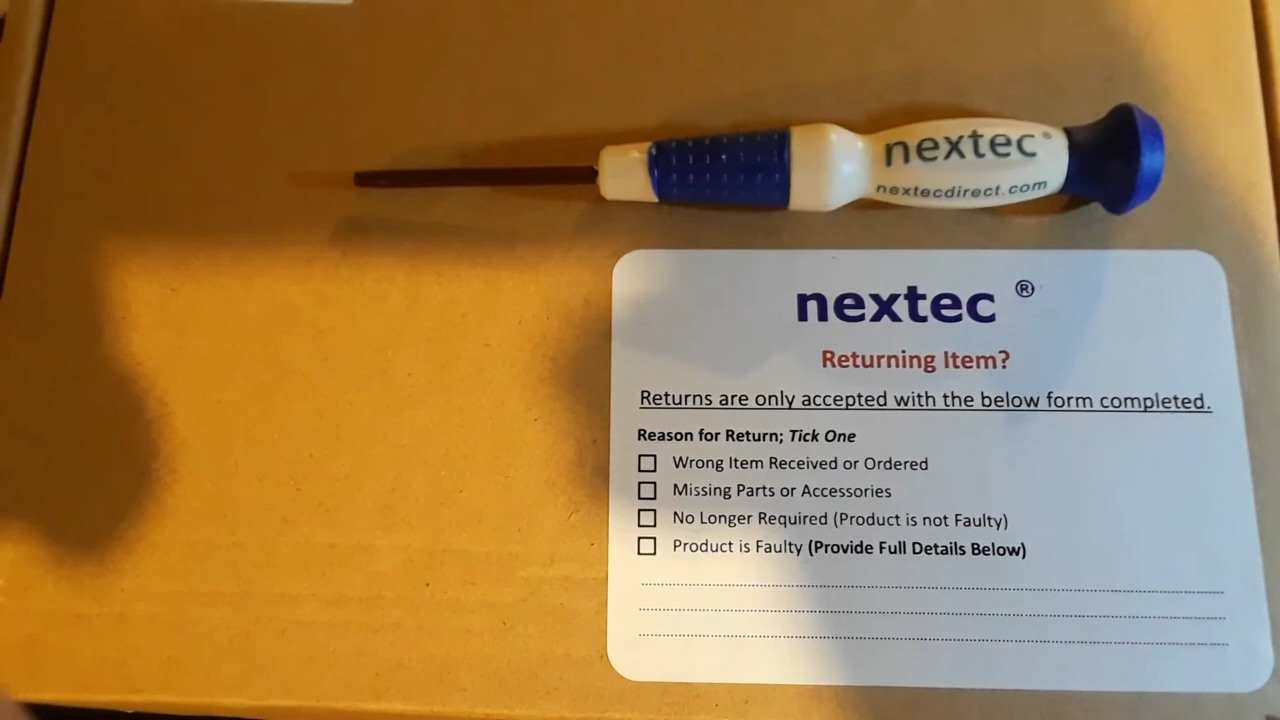 nextec®
nextecdirect.com
nextec ®
Returning Item?
Returns are only accepted with the below form completed.
Reason for Return; Tick One
Wrong Item Received or Ordered
Missing Parts or Accessories
No Longer Required (Product is not Faulty)
Product is Faulty (Provide Full Details Below)